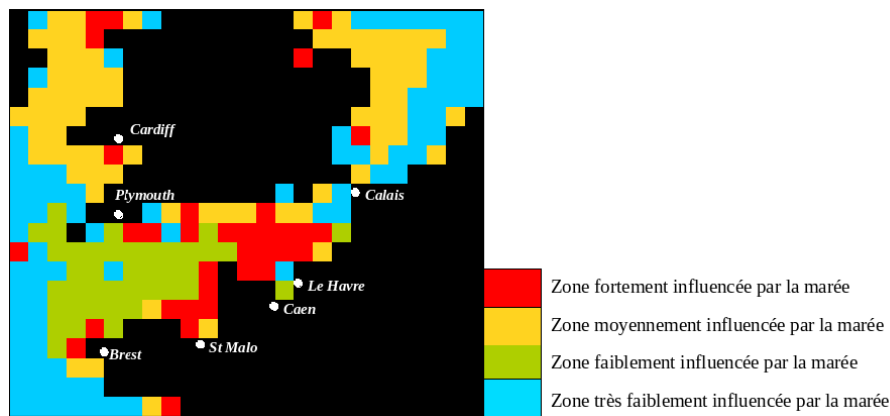 Cardiff
Plymouth
Calais
Le Havre
Caen
St Malo
Brest
Zone fortement influencée par la marée
Zone moyennement influencée par la marée
Zone faiblement influencée par la marée
Zone très faiblement influencée par la marée